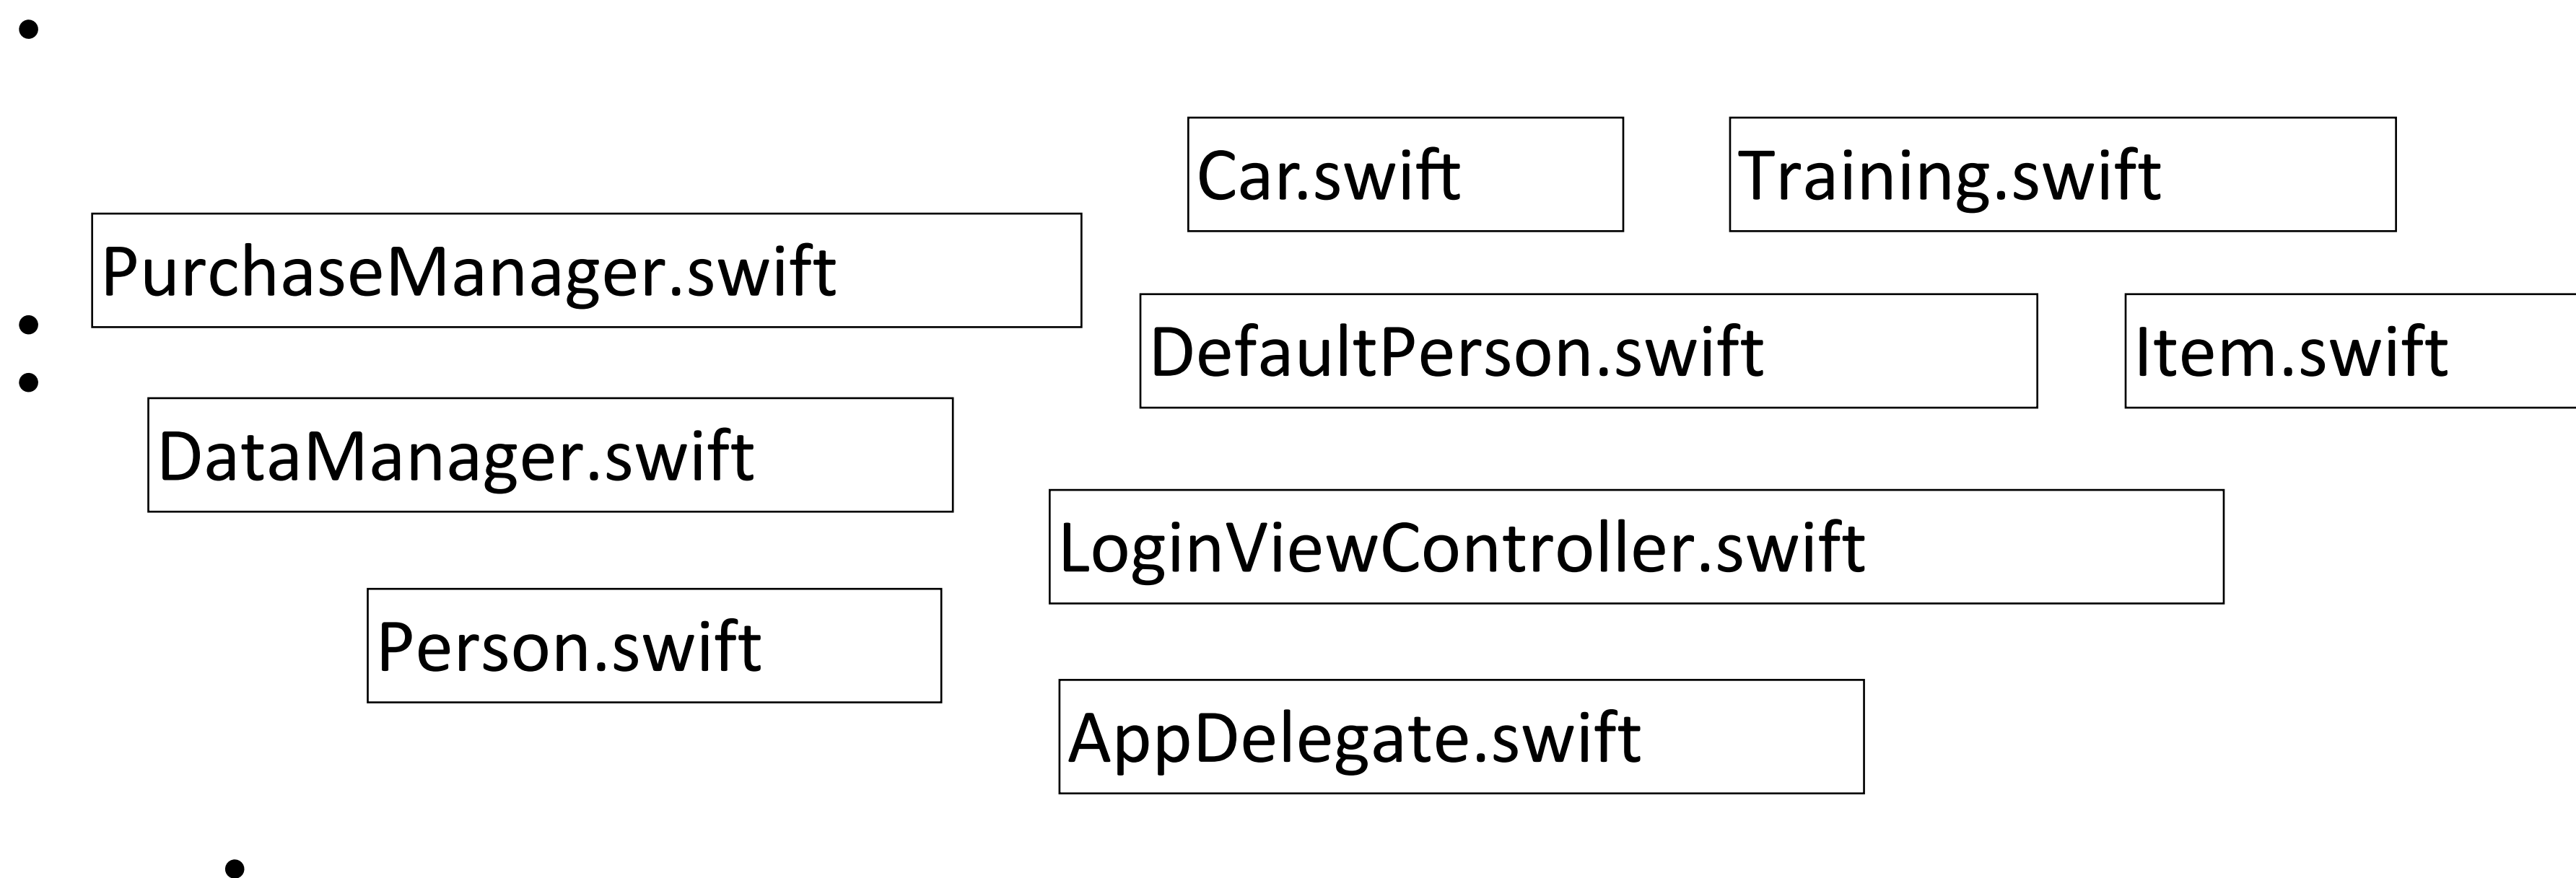 Car.swift
Training.swift
PurchaseManager.swift
DefaultPerson.swift
Item.swift
DataManager.swift
LoginViewController.swift
Person.swift
AppDelegate.swift